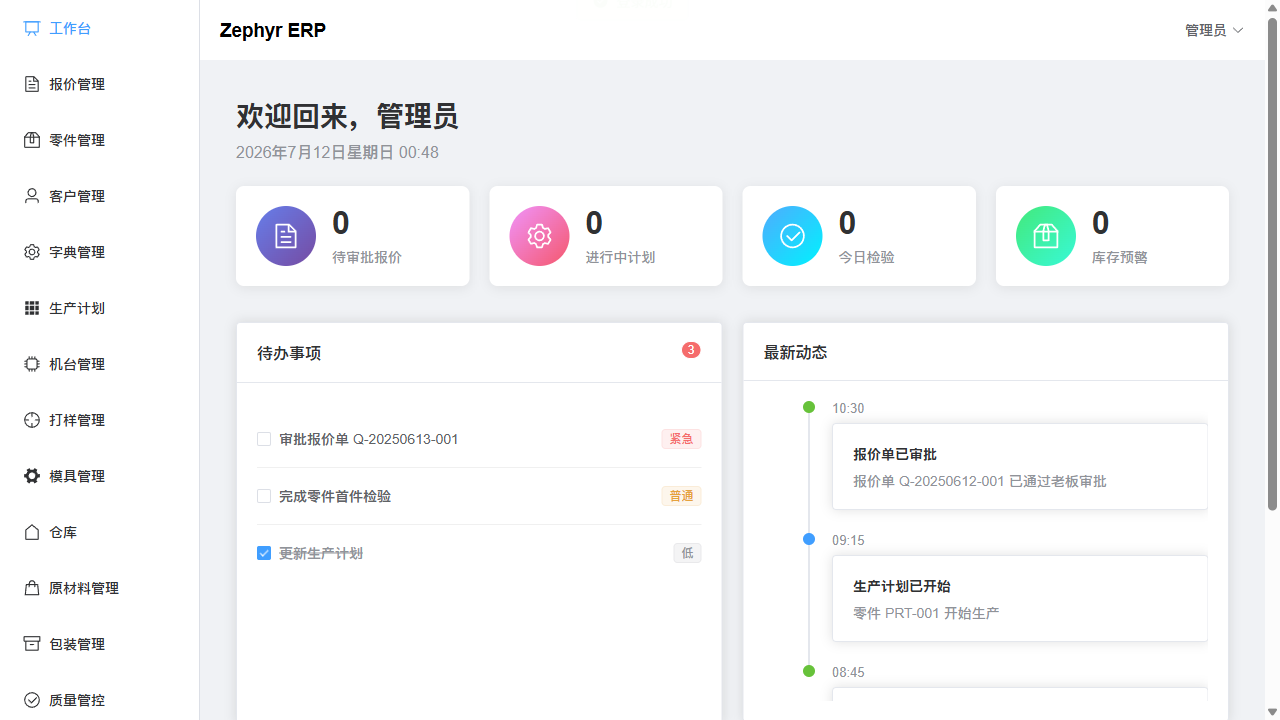 工作台
报价管理
零件管理
客户管理
字典管理
生产计划
机台管理
打样管理
模具管理
仓库
原材料管理
包装管理
质量管控
Zephyr ERP
管理员
欢迎回来，管理员
2026年7月12日星期日 00:48
0
待审批报价
0
进行中计划
0
今日检验
0
库存预警
待办事项
3
审批报价单 Q-20250613-001
紧急
完成零件首件检验
普通
更新生产计划
低
最新动态
10:30
报价单已审批
报价单 Q-20250612-001 已通过老板审批
09:15
生产计划已开始
零件 PRT-001 开始生产
08:45